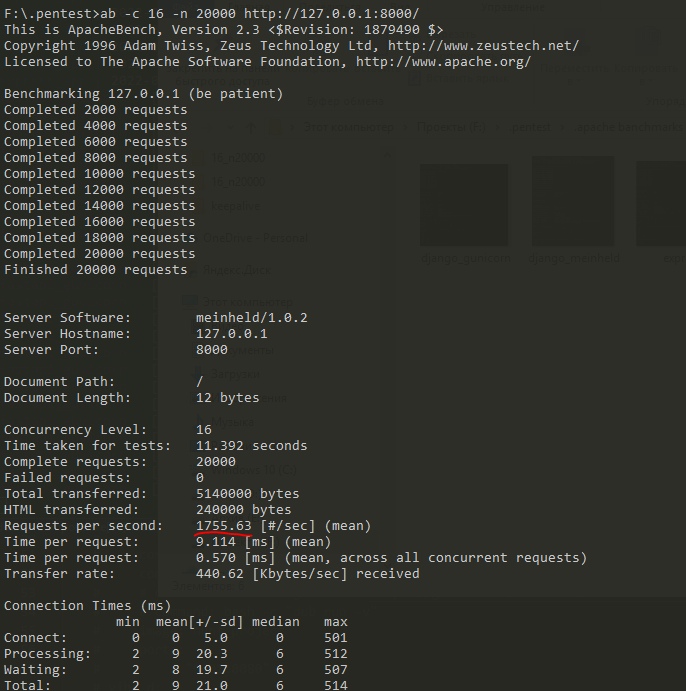 F:\.pentest>ab -c 16 -n 20000 http://127.0.0.1:8000/
This is ApacheBench, Version 2.3 <$Revision: 1879490 $>
Copyright 1996 Adam Twiss, Zeus Technology Ltd, http://www.zeustech.net/
Licensed to The Apache Software Foundation, http://www.apache.org/
Benchmarking 127.0.0.1 (be patient)
Completed 2000 requests
Completed 4000 requests
Completed 6000 requests
Completed 8000 requests
Completed 10000 requests
Completed 12000 requests
Completed 14000 requests
Completed 16000 requests
Completed 18000 requests
Completed 20000 requests
Finished 20000 requests
Server Software: meinheld/1.0.2
Server Hostname: 127.0.0.1
Server Port: 8000
Document Path: /
Document Length: 12 bytes
Concurrency Level: 16
Time taken for tests: 11.392 seconds
Complete requests: 20000
Failed requests: 0
Total transferred: 5140000 bytes
HTML transferred: 240000 bytes
Requests per second: 1755.63 [#/sec] (mean)
Time per request: 9.114 [ms] (mean)
Time per request: 0.570 [ms] (mean, across all concurrent requests)
Transfer rate: 440.62 [Kbytes/sec] received
Connection Times (ms)
min mean[+/-sd] median max
Connect: 0 0 5.0 0 501
Processing: 2 9 20.3 6 512
Waiting: 2 8 19.7 6 507
Total: 2 9 21.0 6 514